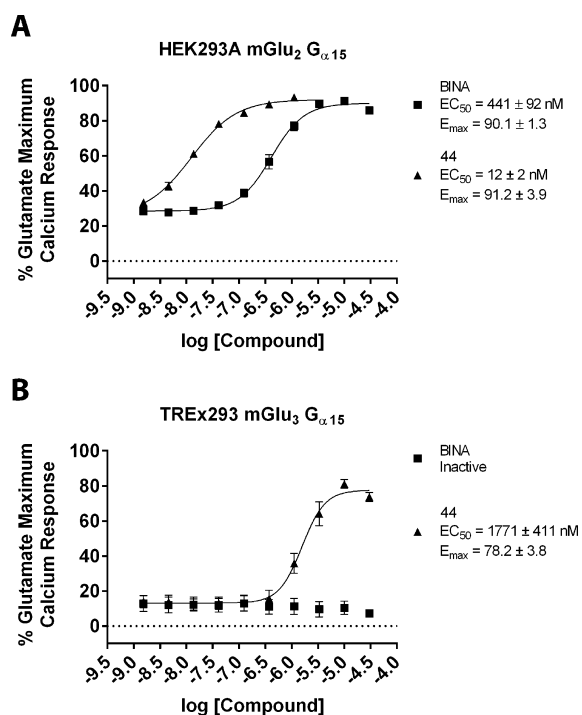 A
HEK293A mGlu2 Gα15
% Glutamate Maximum
Calcium Response
100
80
60
40
20
0
-9.5 -9.0 -8.5 -8.0 -7.5 -7.0 -6.5 -6.0 -5.5 -5.0 -4.5 -4.0
log [Compound]
BINA
EC50 = 441 ± 92 nM
Emax = 90.1 ± 1.3
44
EC50 = 12 ± 2 nM
Emax = 91.2 ± 3.9
B
TREx293 mGlu3 Gα15
% Glutamate Maximum
Calcium Response
100
80
60
40
20
0
-9.5 -9.0 -8.5 -8.0 -7.5 -7.0 -6.5 -6.0 -5.5 -5.0 -4.5 -4.0
log [Compound]
BINA
Inactive
44
EC50 = 1771 ± 411 nM
Emax = 78.2 ± 3.8